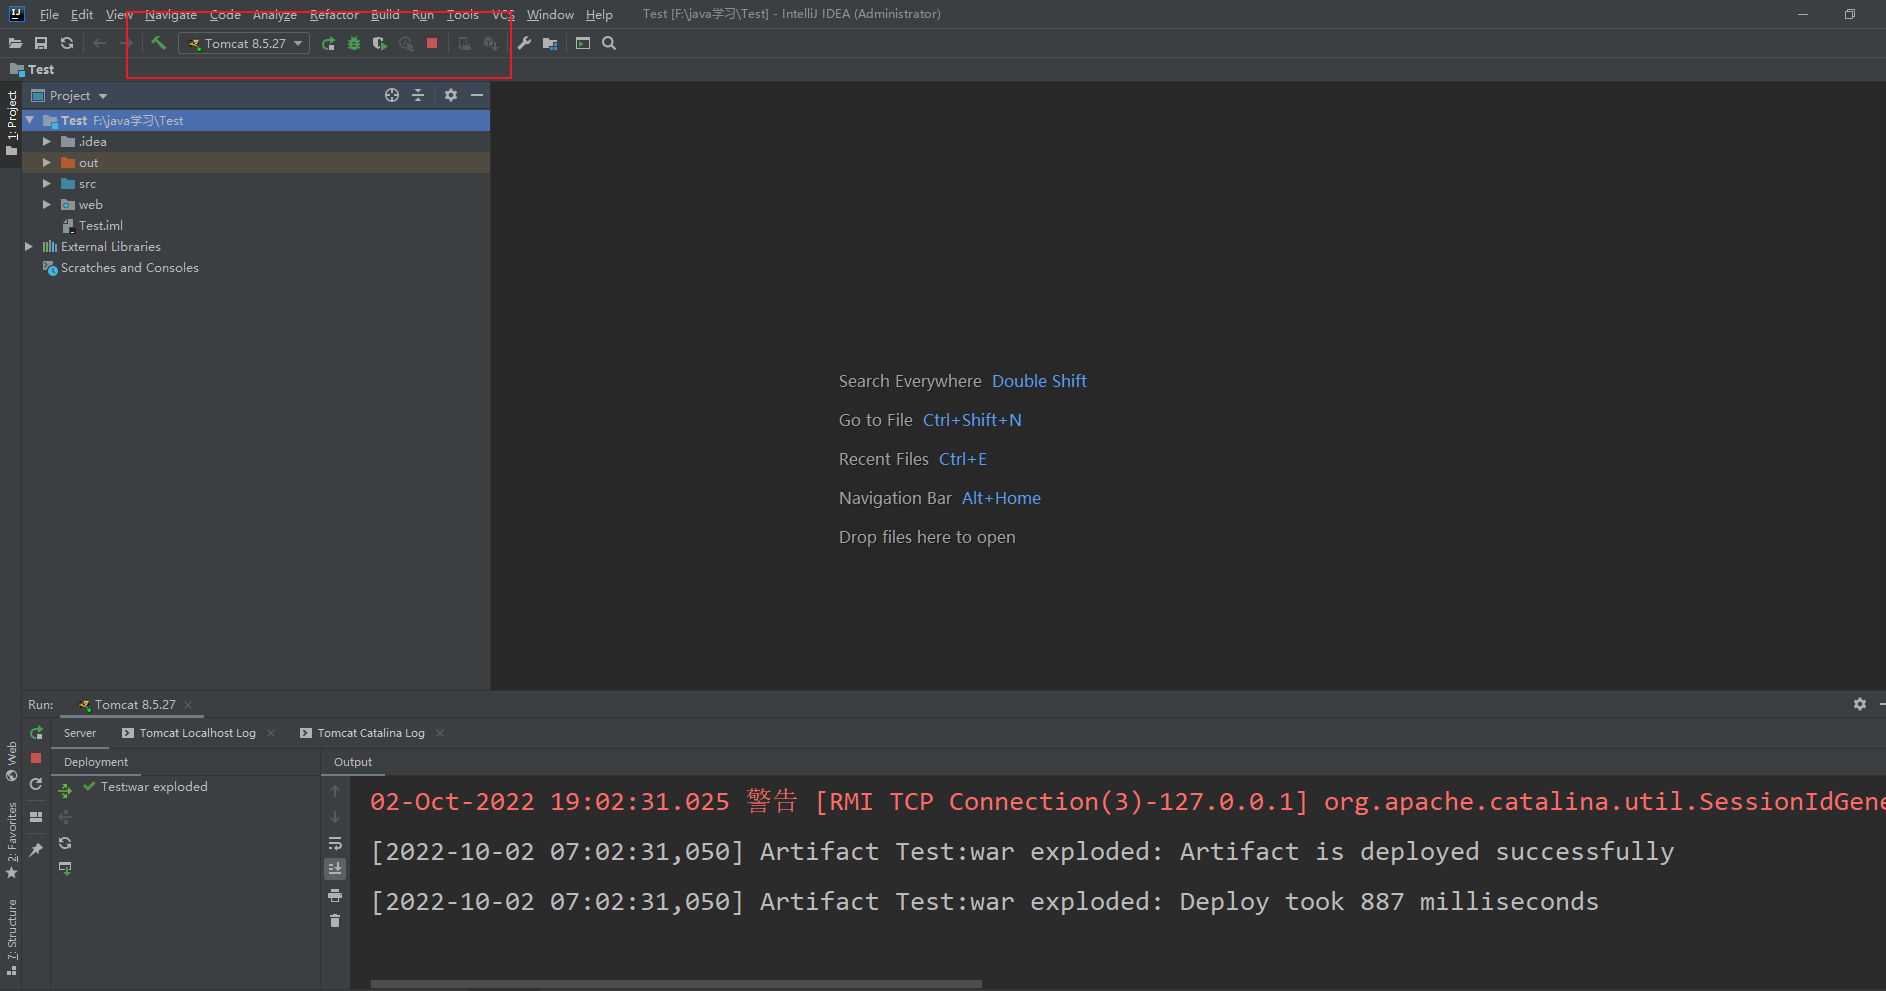 File Edit View Navigate Code Analyze Refactor Build Run Tools VCS Window Help Test [F:\java学习\Test] - IntelliJ IDEA (Administrator)
Tomcat 8.5.27
Test
1: Project
Project
Test F:\java学习\Test
.idea
out
src
web
Test.iml
External Libraries
Scratches and Consoles
Search Everywhere Double Shift
Go to File Ctrl+Shift+N
Recent Files Ctrl+E
Navigation Bar Alt+Home
Drop files here to open
Run: Tomcat 8.5.27
Server Tomcat Localhost Log Tomcat Catalina Log
Deployment Output
Test:war exploded
02-Oct-2022 19:02:31.025 警告 [RMI TCP Connection(3)-127.0.0.1] org.apache.catalina.util.SessionIdGene
[2022-10-02 07:02:31,050] Artifact Test:war exploded: Artifact is deployed successfully
[2022-10-02 07:02:31,050] Artifact Test:war exploded: Deploy took 887 milliseconds
Web
2: Favorites
7: Structure